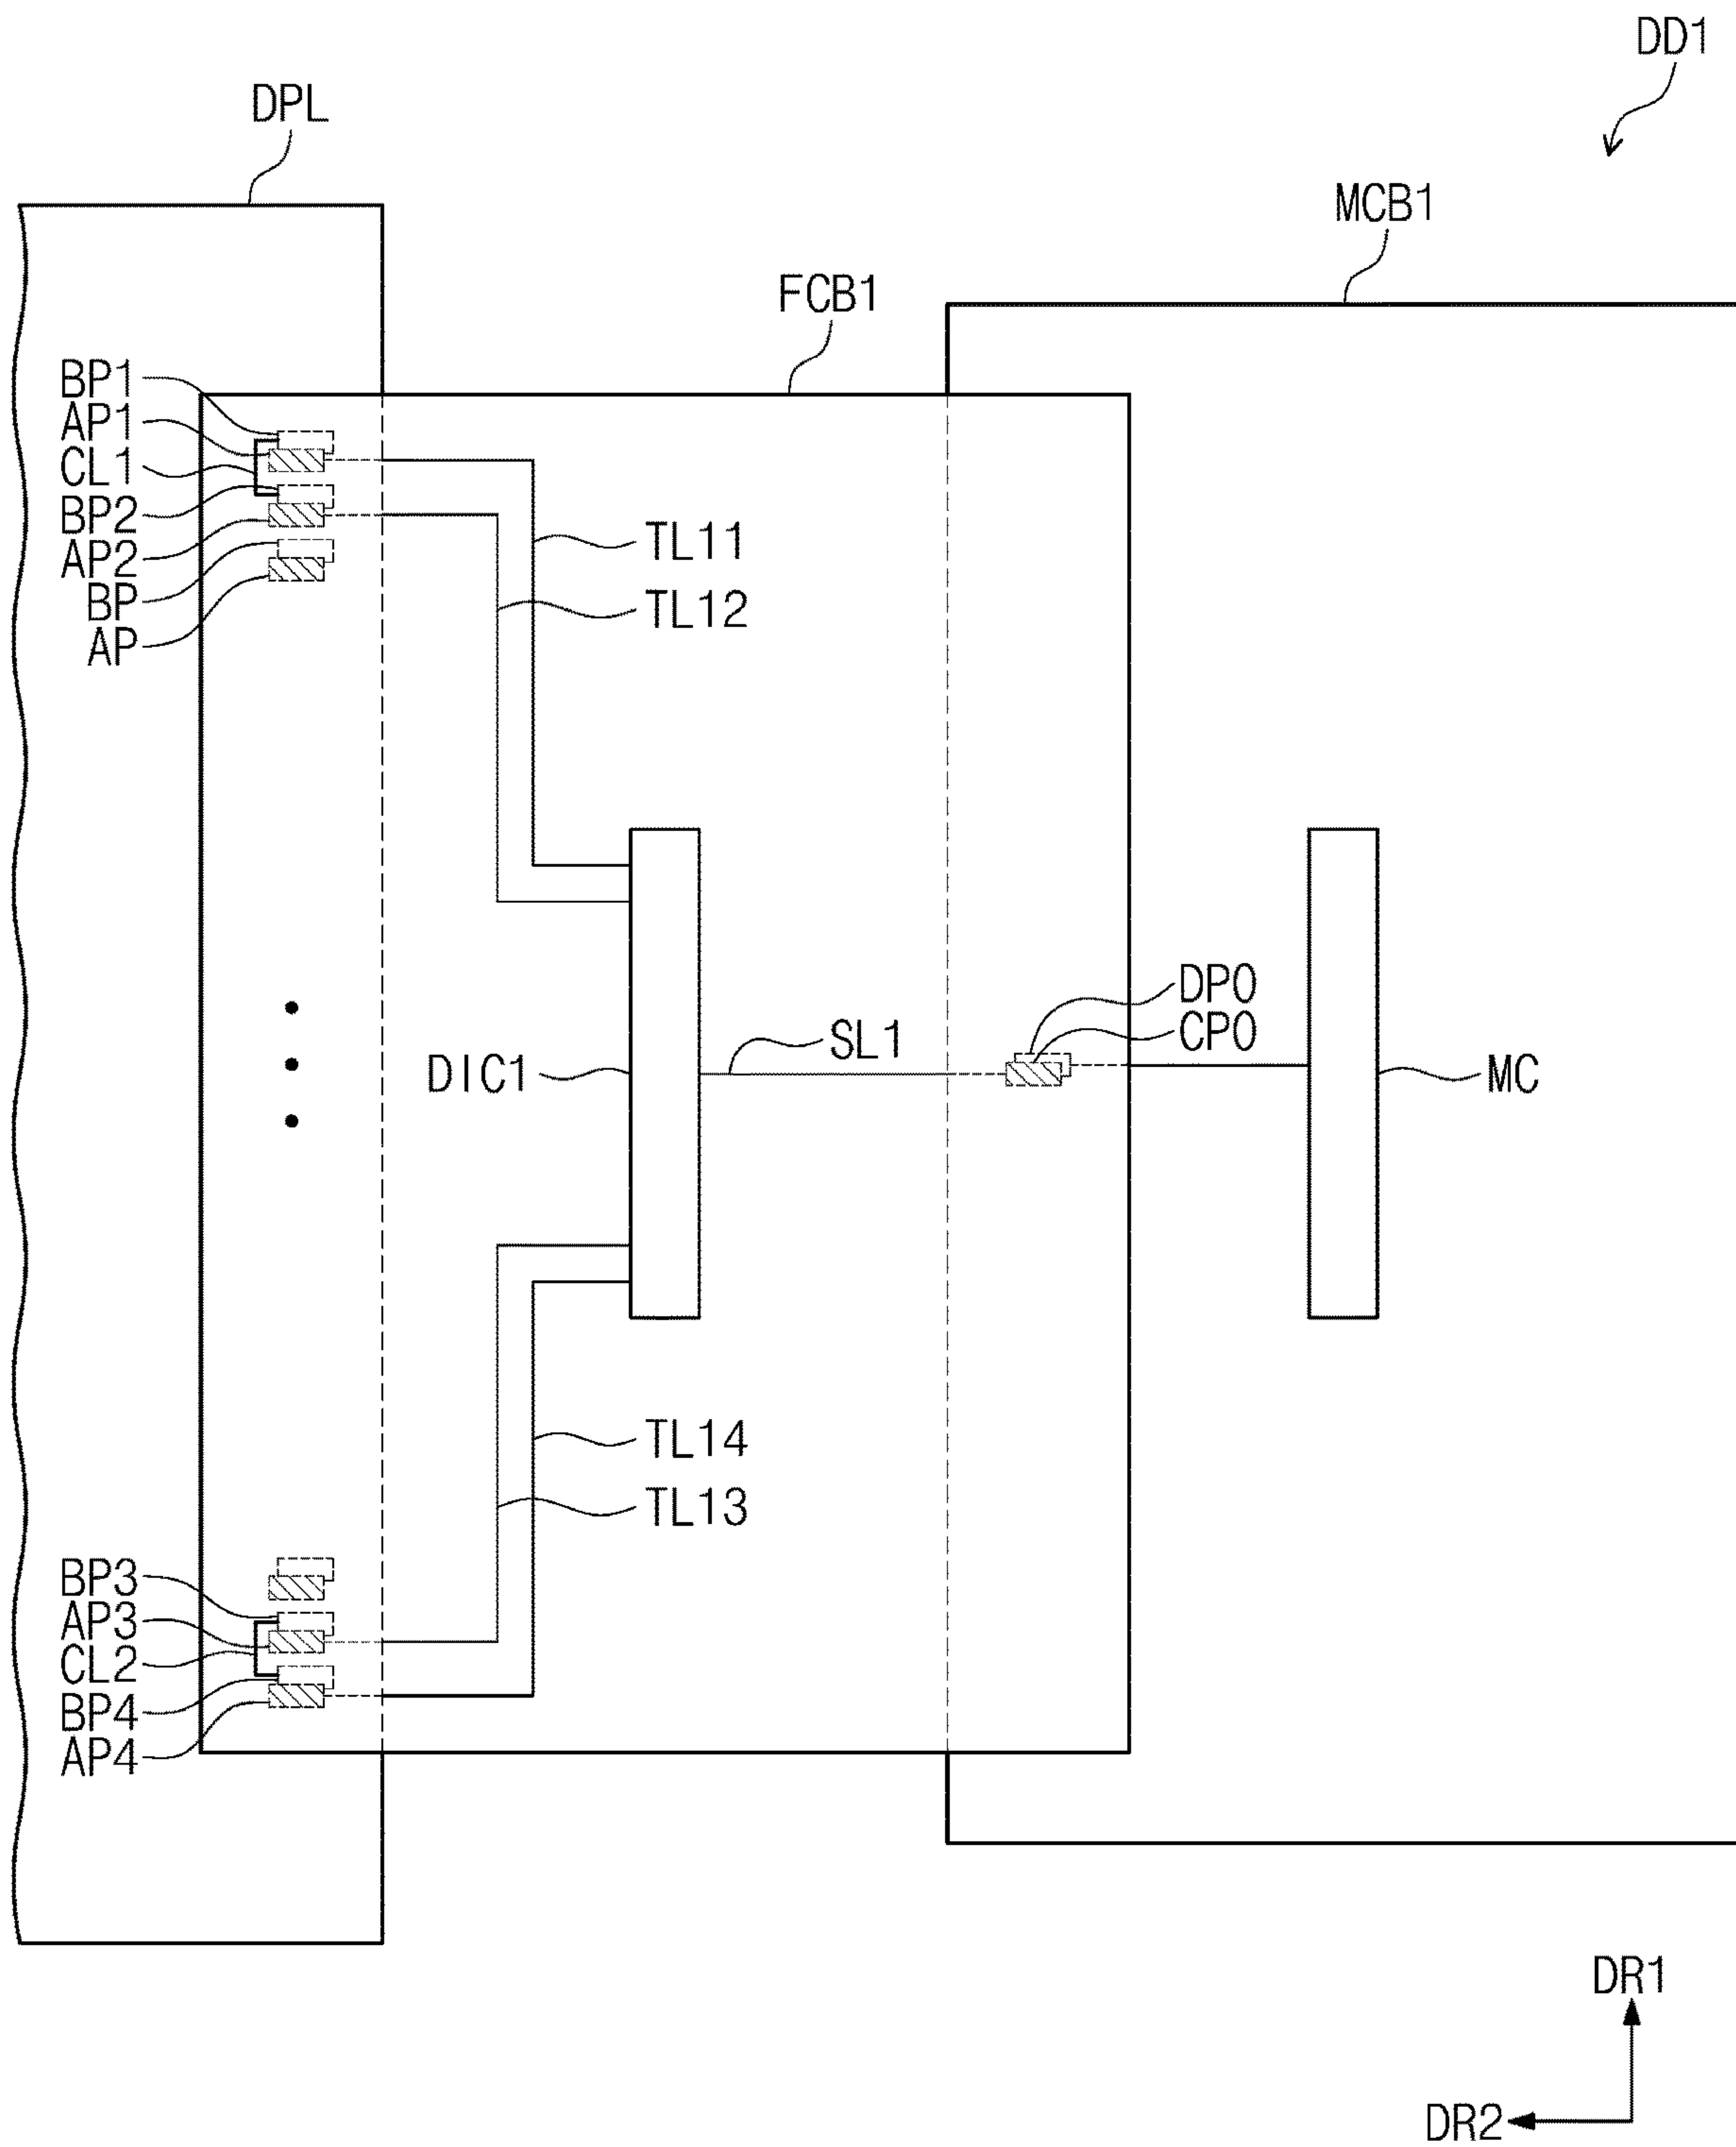 DD1
DPL
MCB1
FCB1
BP1
AP1
CL1
BP2
AP2
BP
AP
TL11
TL12
DP0
CP0
SL1
DIC1
MC
TL14
TL13
BP3
AP3
CL2
BP4
AP4
DR1
DR2